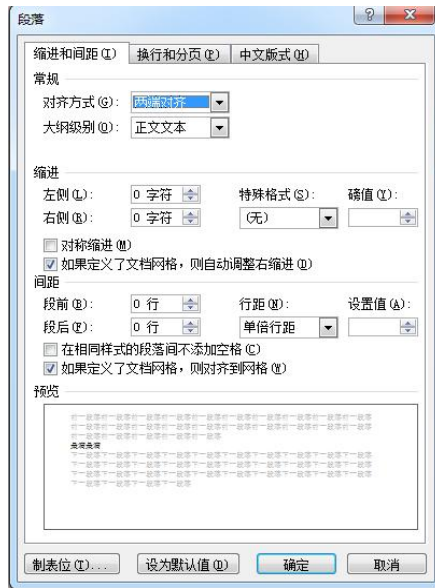 段落
缩进和间距(I) 换行和分页(P) 中文版式(H)
常规
对齐方式(G): 两端对齐
大纲级别(O): 正文文本
缩进
左侧(L): 0 字符 特殊格式(S): 磅值(Y):
右侧(R): 0 字符 (无)
对称缩进(M)
如果定义了文档网格，则自动调整右缩进(D)
间距
段前(B): 0 行 行距(N): 设置值(A):
段后(F): 0 行 单倍行距
在相同样式的段落间不添加空格(C)
如果定义了文档网格，则对齐到网格(W)
预览
制表位(T)... 设为默认值(D) 确定 取消